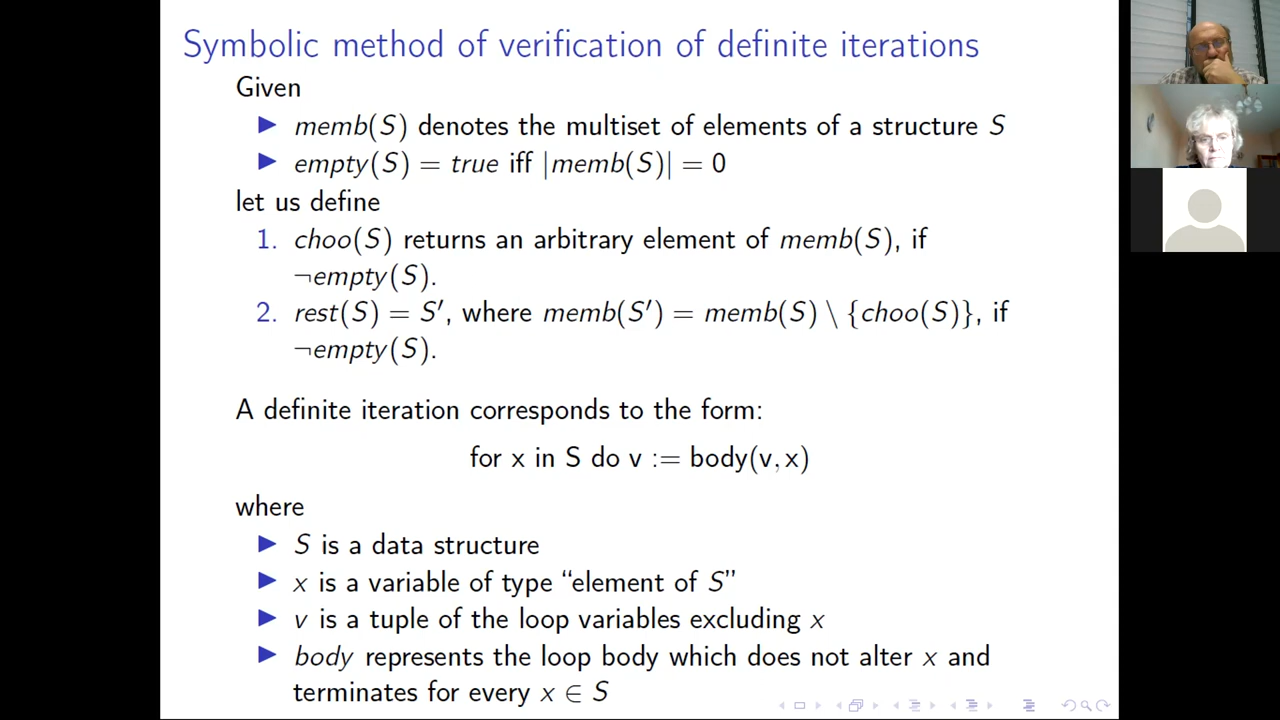 Symbolic method of verification of definite iterations
Given
▶ memb(S) denotes the multiset of elements of a structure S
▶ empty(S) = true iff |memb(S)| = 0
let us define
1. choo(S) returns an arbitrary element of memb(S), if
¬empty(S).
2. rest(S) = S′, where memb(S′) = memb(S) \ {choo(S)}, if
¬empty(S).
A definite iteration corresponds to the form:
for x in S do v := body(v, x)
where
▶ S is a data structure
▶ x is a variable of type “element of S”
▶ v is a tuple of the loop variables excluding x
▶ body represents the loop body which does not alter x and
terminates for every x ∈ S